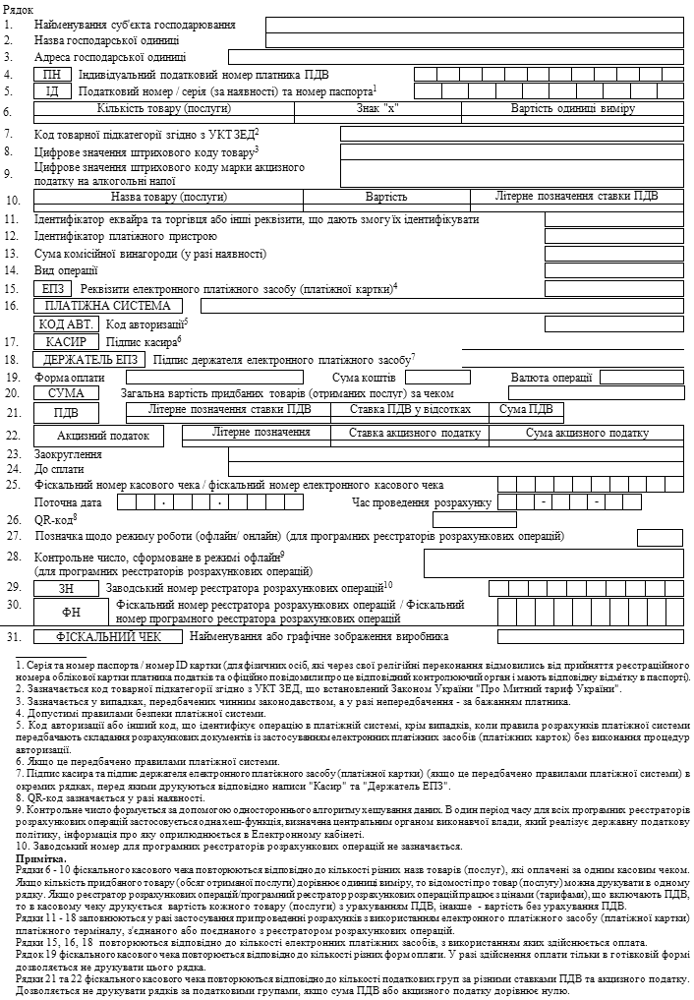 Рядок
1. Найменування суб'єкта господарювання
2. Назва господарської одиниці
3. Адреса господарської одиниці
4. ПН Індивідуальний податковий номер платника ПДВ
5. ІД Податковий номер / серія (за наявності) та номер паспорта1
6. Кількість товару (послуги) Знак "x" Вартість одиниці виміру
7. Код товарної підкатегорії згідно з УКТ ЗЕД2
8. Цифрове значення штрихового коду товару3
9. Цифрове значення штрихового коду марки акцизного
податку на алкогольні напої
10. Назва товару (послуги) Вартість Літерне позначення ставки ПДВ
11. Ідентифікатор еквайра та торгівця або інші реквізити, що дають змогу їх ідентифікувати
12. Ідентифікатор платіжного пристрою
13. Сума комісійної винагороди (у разі наявності)
14. Вид операції
15. ЕПЗ Реквізити електронного платіжного засобу (платіжної картки)4
16. ПЛАТІЖНА СИСТЕМА
КОД АВТ. Код авторизації5
17. КАСИР Підпис касира6
18. ДЕРЖАТЕЛЬ ЕПЗ Підпис держателя електронного платіжного засобу7
19. Форма оплати Сума коштів Валюта операції
20. СУМА Загальна вартість придбаних товарів (отриманих послуг) за чеком
21. ПДВ Літерне позначення ставки ПДВ Ставка ПДВ у відсотках Сума ПДВ
22. Акцизний податок Літерне позначення Ставка акцизного податку Сума акцизного податку
23. Заокруглення
24. До сплати
25. Фіскальний номер касового чека / фіскальний номер електронного касового чека
Поточна дата . . Час проведення розрахунку - -
26. QR-код8
27. Позначка щодо режиму роботи (офлайн/ онлайн) (для програмних реєстраторів розрахункових операцій)
28. Контрольне число, сформоване в режимі офлайн9
(для програмних реєстраторів розрахункових операцій)
29. ЗН Заводський номер реєстратора розрахункових операцій10
30. ФН Фіскальний номер реєстратора розрахункових операцій / Фіскальний
номер програмного реєстратора розрахункових операцій
31. ФІСКАЛЬНИЙ ЧЕК Найменування або графічне зображення виробника
1. Серія та номер паспорта / номер ID картки (для фізичних осіб, які через свої релігійні переконання відмовились від прийняття реєстраційного
номера облікової картки платника податків та офіційно повідомили про це відповідний контролюючий орган і мають відповідну відмітку в паспорті).
2. Зазначається код товарної підкатегорії згідно з УКТ ЗЕД, що встановлений Законом України "Про Митний тариф України".
3. Зазначається у випадках, передбачених чинним законодавством, а у разі непередбачення - за бажанням платника.
4. Допустимі правилами безпеки платіжної системи.
5. Код авторизації або інший код, що ідентифікує операцію в платіжній системі, крім випадків, коли правила розрахунків платіжної системи
передбачають складання розрахункових документів із застосуванням електронних платіжних засобів (платіжних карток) без виконання процедур
авторизації.
6. Якщо це передбачено правилами платіжної системи.
7. Підпис касира та підпис держателя електронного платіжного засобу (платіжної картки) (якщо це передбачено правилами платіжної системи) в
окремих рядках, перед якими друкуються відповідно написи "Касир" та "Держатель ЕПЗ".
8. QR-код зазначається у разі наявності.
9. Контрольне число формується за допомогою одностороннього алгоритму хешування даних. В один період часу для всіх програмних реєстраторів
розрахункових операцій застосовується одна хеш-функція, визначена центральним органом виконавчої влади, який реалізує державну податкову
політику, інформація про яку оприлюднюється в Електронному кабінеті.
10. Заводський номер для програмних реєстраторів розрахункових операцій не зазначається.
Примітка.
Рядки 6 - 10 фіскального касового чека повторюються відповідно до кількості різних назв товарів (послуг), які оплачені за одним касовим чеком.
Якщо кількість придбаного товару (обсяг отриманої послуги) дорівнює одиниці виміру, то відомості про товар (послугу) можна друкувати в одному
рядку. Якщо реєстратор розрахункових операцій/програмний реєстратор розрахункових операцій працює з цінами (тарифами), що включають ПДВ,
то в касовому чеку друкується вартість кожного товару (послуги) з урахуванням ПДВ, інакше - вартість без урахування ПДВ.
Рядки 11 - 18 заповнюються у разі застосування при проведенні розрахунків з використанням електронного платіжного засобу (платіжної картки)
платіжного терміналу, з'єднаного або поєднаного з реєстратором розрахункових операцій.
Рядки 15, 16, 18 повторюються відповідно до кількості електронних платіжних засобів, з використанням яких здійснюється оплата.
Рядок 19 фіскального касового чека повторюється відповідно до кількості різних форм оплати. У разі здійснення оплати тільки в готівковій формі
дозволяється не друкувати цього рядка.
Рядки 21 та 22 фіскального касового чека повторюються відповідно до кількості податкових груп за різними ставками ПДВ та акцизного податку.
Дозволяється не друкувати рядків за податковими групами, якщо сума ПДВ або акцизного податку дорівнює нулю.